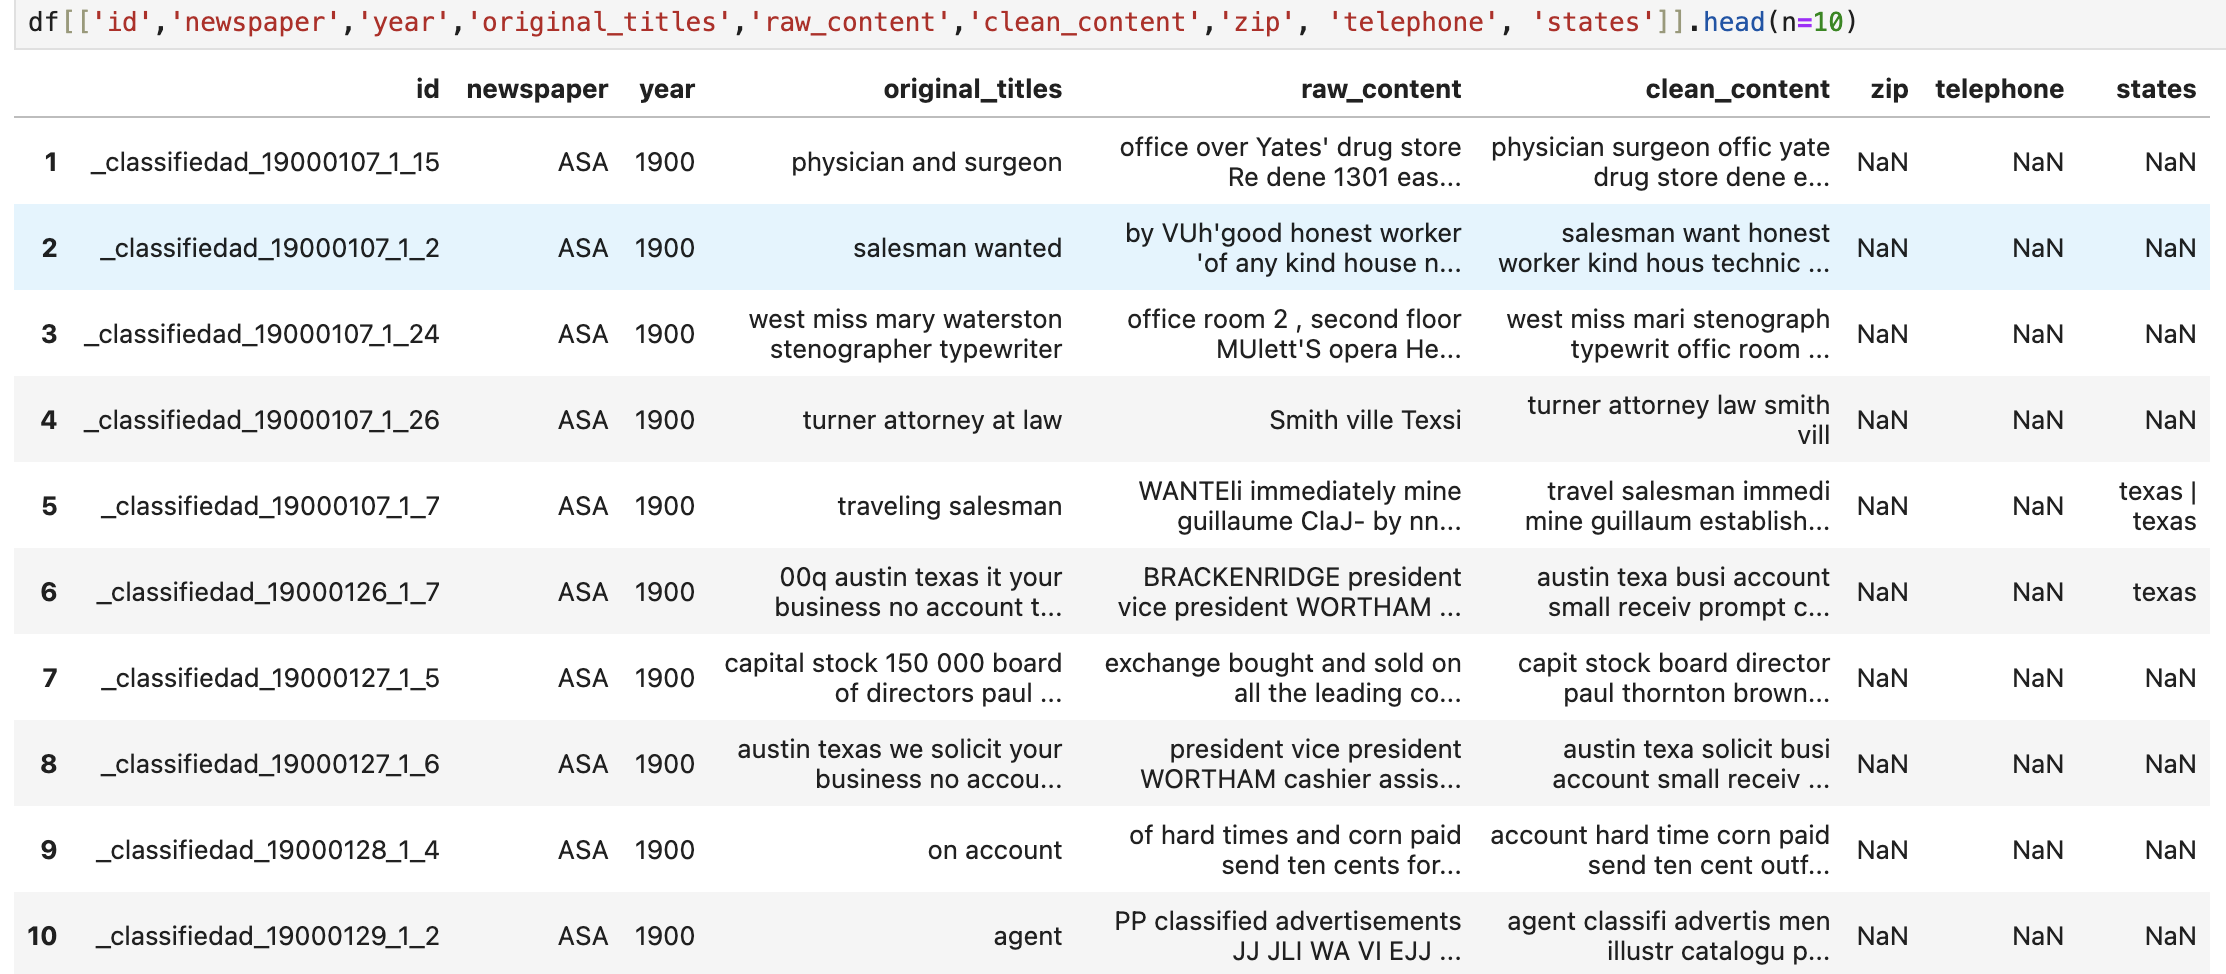 df[['id','newspaper','year','original_titles','raw_content','clean_content','zip', 'telephone', 'states']].head(n=10)
id newspaper year original_titles raw_content clean_content zip telephone states
1 _classifiedad_19000107_1_15 ASA 1900 physician and surgeon office over Yates' drug store Re dene 1301 eas... physician surgeon offic yate drug store dene e... NaN NaN NaN
2 _classifiedad_19000107_1_2 ASA 1900 salesman wanted by VUh'good honest worker 'of any kind house n... salesman want honest worker kind hous technic ... NaN NaN NaN
3 _classifiedad_19000107_1_24 ASA 1900 west miss mary waterston stenographer typewriter office room 2 , second floor MUlett'S opera He... west miss mari stenograph typewrit offic room ... NaN NaN NaN
4 _classifiedad_19000107_1_26 ASA 1900 turner attorney at law Smith ville Texsi turner attorney law smith vill NaN NaN NaN
5 _classifiedad_19000107_1_7 ASA 1900 traveling salesman WANTEli immediately mine guillaume ClaJ- by nn... travel salesman immedi mine guillaum establish... NaN NaN texas | texas
6 _classifiedad_19000126_1_7 ASA 1900 00q austin texas it your business no account t... BRACKENRIDGE president vice president WORTHAM ... austin texa busi account small receiv prompt c... NaN NaN texas
7 _classifiedad_19000127_1_5 ASA 1900 capital stock 150 000 board of directors paul ... exchange bought and sold on all the leading co... capit stock board director paul thornton brown... NaN NaN NaN
8 _classifiedad_19000127_1_6 ASA 1900 austin texas we solicit your business no accou... president vice president WORTHAM cashier assis... austin texa solicit busi account small receiv ... NaN NaN NaN
9 _classifiedad_19000128_1_4 ASA 1900 on account of hard times and corn paid send ten cents for... account hard time corn paid send ten cent outf... NaN NaN NaN
10 _classifiedad_19000129_1_2 ASA 1900 agent PP classified advertisements JJ JLI WA VI EJJ ... agent classifi advertis men illustr catalogu p... NaN NaN NaN